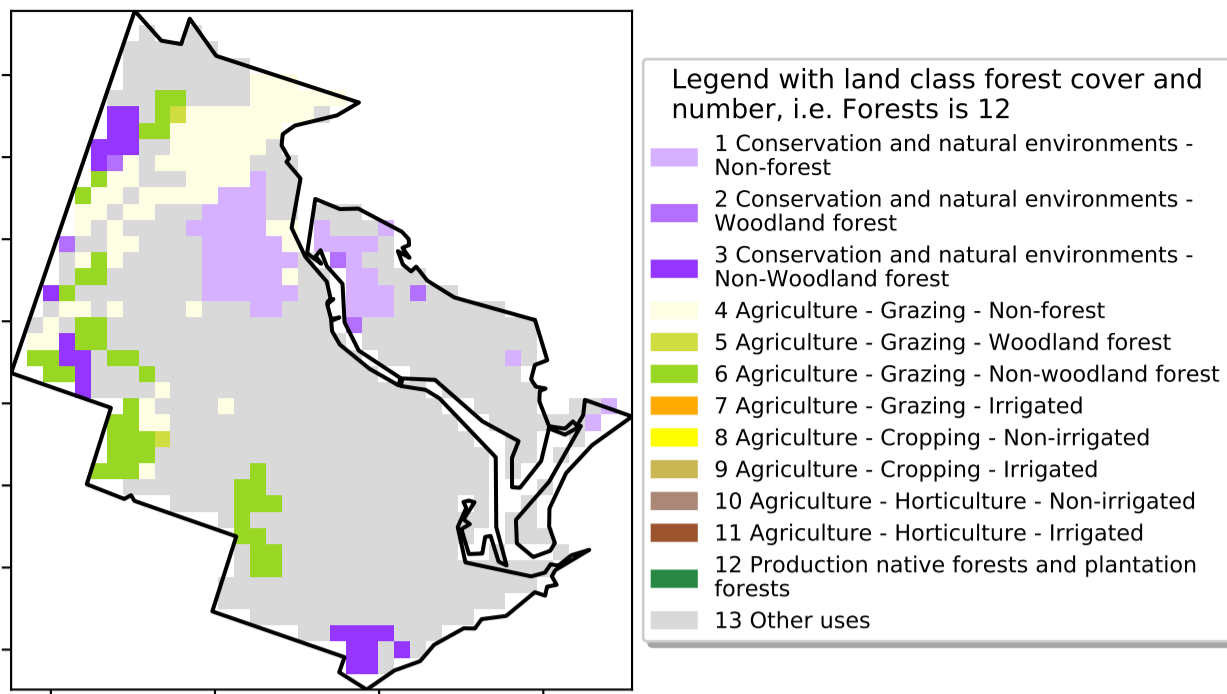 Legend with land class forest cover and
number, i.e. Forests is 12
1 Conservation and natural environments -
Non-forest
2 Conservation and natural environments -
Woodland forest
3 Conservation and natural environments -
Non-Woodland forest
4 Agriculture - Grazing - Non-forest
5 Agriculture - Grazing - Woodland forest
6 Agriculture - Grazing - Non-woodland forest
7 Agriculture - Grazing - Irrigated
8 Agriculture - Cropping - Non-irrigated
9 Agriculture - Cropping - Irrigated
10 Agriculture - Horticulture - Non-irrigated
11 Agriculture - Horticulture - Irrigated
12 Production native forests and plantation
forests
13 Other uses